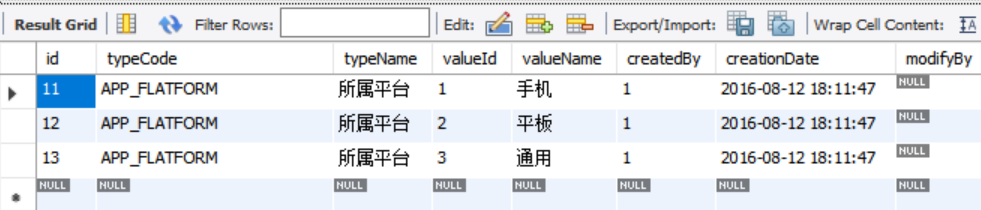 Result Grid Filter Rows: Edit: Export/Import: Wrap Cell Content:
id typeCode typeName valueId valueName createdBy creationDate modifyBy
11 APP_FLATFORM 所属平台 1 手机 1 2016-08-12 18:11:47 NULL
12 APP_FLATFORM 所属平台 2 平板 1 2016-08-12 18:11:47 NULL
13 APP_FLATFORM 所属平台 3 通用 1 2016-08-12 18:11:47 NULL
NULL NULL NULL NULL NULL NULL NULL NULL